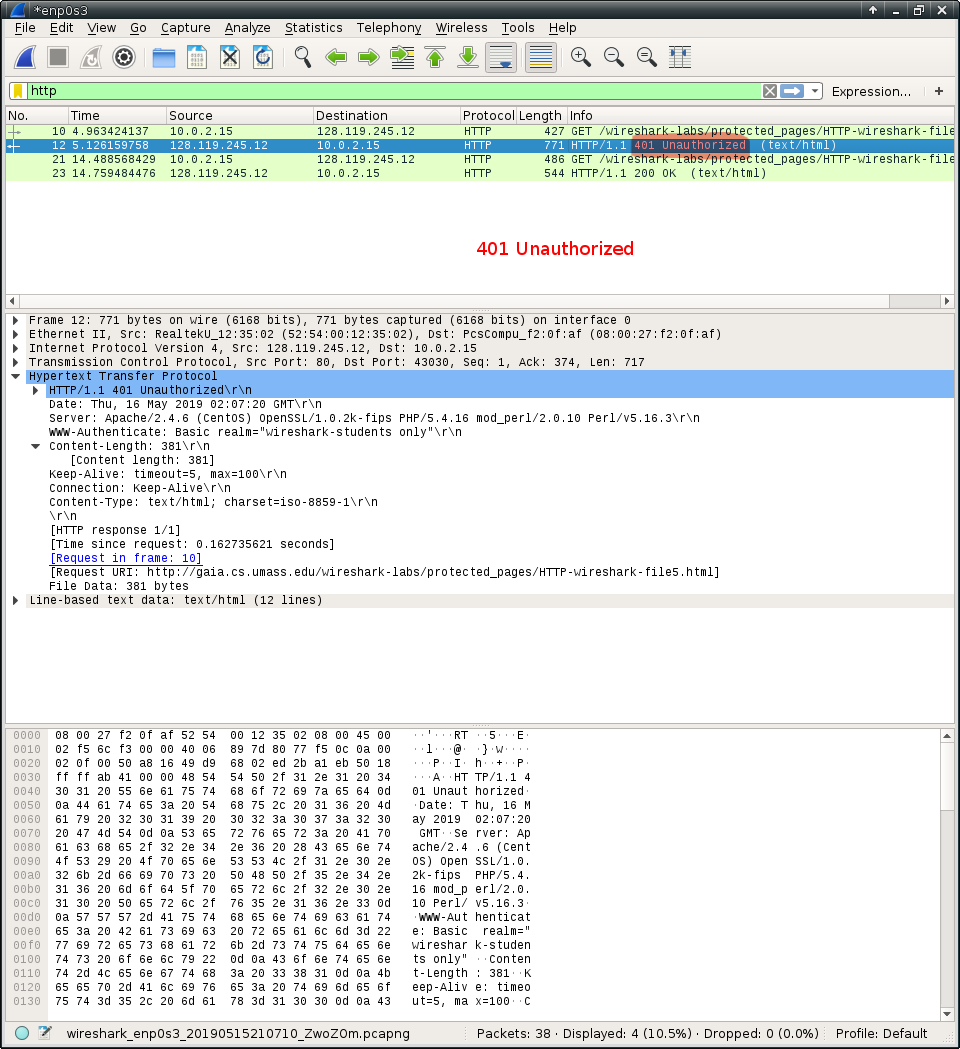 *enp0s3
File Edit View Go Capture Analyze Statistics Telephony Wireless Tools Help
http Expression... +
No. Time Source Destination Protocol Length Info
10 4.963424137 10.0.2.15 128.119.245.12 HTTP 427 GET /wireshark-labs/protected_pages/HTTP-wireshark-file
12 5.126159758 128.119.245.12 10.0.2.15 HTTP 771 HTTP/1.1 401 Unauthorized (text/html)
21 14.488568429 10.0.2.15 128.119.245.12 HTTP 486 GET /wireshark-labs/protected_pages/HTTP-wireshark-file
23 14.759484476 128.119.245.12 10.0.2.15 HTTP 544 HTTP/1.1 200 OK (text/html)
401 Unauthorized
Frame 12: 771 bytes on wire (6168 bits), 771 bytes captured (6168 bits) on interface 0
Ethernet II, Src: RealtekU_12:35:02 (52:54:00:12:35:02), Dst: PcsCompu_f2:0f:af (08:00:27:f2:0f:af)
Internet Protocol Version 4, Src: 128.119.245.12, Dst: 10.0.2.15
Transmission Control Protocol, Src Port: 80, Dst Port: 43030, Seq: 1, Ack: 374, Len: 717
Hypertext Transfer Protocol
HTTP/1.1 401 Unauthorized\r\n
Date: Thu, 16 May 2019 02:07:20 GMT\r\n
Server: Apache/2.4.6 (CentOS) OpenSSL/1.0.2k-fips PHP/5.4.16 mod_perl/2.0.10 Perl/v5.16.3\r\n
WWW-Authenticate: Basic realm="wireshark-students only"\r\n
Content-Length: 381\r\n
[Content length: 381]
Keep-Alive: timeout=5, max=100\r\n
Connection: Keep-Alive\r\n
Content-Type: text/html; charset=iso-8859-1\r\n
\r\n
[HTTP response 1/1]
[Time since request: 0.162735621 seconds]
[Request in frame: 10]
[Request URI: http://gaia.cs.umass.edu/wireshark-labs/protected_pages/HTTP-wireshark-file5.html]
File Data: 381 bytes
Line-based text data: text/html (12 lines)
0000 08 00 27 f2 0f af 52 54 00 12 35 02 08 00 45 00 ··'···RT ··5···E·
0010 02 f5 6c f3 00 00 40 06 89 7d 80 77 f5 0c 0a 00 ··l···@· ·}·w····
0020 02 0f 00 50 a8 16 49 d9 68 02 ed 2b a1 eb 50 18 ···P··I· h··+··P·
0030 ff ff ab 41 00 00 48 54 54 50 2f 31 2e 31 20 34 ···A··HT TP/1.1 4
0040 30 31 20 55 6e 61 75 74 68 6f 72 69 7a 65 64 0d 01 Unaut horized·
0050 0a 44 61 74 65 3a 20 54 68 75 2c 20 31 36 20 4d ·Date: T hu, 16 M
0060 61 79 20 32 30 31 39 20 30 32 3a 30 37 3a 32 30 ay 2019 02:07:20
0070 20 47 4d 54 0d 0a 53 65 72 76 65 72 3a 20 41 70 GMT··Se rver: Ap
0080 61 63 68 65 2f 32 2e 34 2e 36 20 28 43 65 6e 74 ache/2.4 .6 (Cent
0090 4f 53 29 20 4f 70 65 6e 53 53 4c 2f 31 2e 30 2e OS) Open SSL/1.0.
00a0 32 6b 2d 66 69 70 73 20 50 48 50 2f 35 2e 34 2e 2k-fips PHP/5.4.
00b0 31 36 20 6d 6f 64 5f 70 65 72 6c 2f 32 2e 30 2e 16 mod_p erl/2.0.
00c0 31 30 20 50 65 72 6c 2f 76 35 2e 31 36 2e 33 0d 10 Perl/ v5.16.3·
00d0 0a 57 57 57 2d 41 75 74 68 65 6e 74 69 63 61 74 ·WWW-Aut henticat
00e0 65 3a 20 42 61 73 69 63 20 72 65 61 6c 6d 3d 22 e: Basic realm="
00f0 77 69 72 65 73 68 61 72 6b 2d 73 74 75 64 65 6e wireshar k-studen
0100 74 73 20 6f 6e 6c 79 22 0d 0a 43 6f 6e 74 65 6e ts only" ··Conten
0110 74 2d 4c 65 6e 67 74 68 3a 20 33 38 31 0d 0a 4b t-Length : 381··K
0120 65 65 70 2d 41 6c 69 76 65 3a 20 74 69 6d 65 6f eep-Aliv e: timeo
0130 75 74 3d 35 2c 20 6d 61 78 3d 31 30 30 0d 0a 43 ut=5, ma x=100··C
wireshark_enp0s3_20190515210710_ZwoZ0m.pcapng Packets: 38 · Displayed: 4 (10.5%) · Dropped: 0 (0.0%) Profile: Default